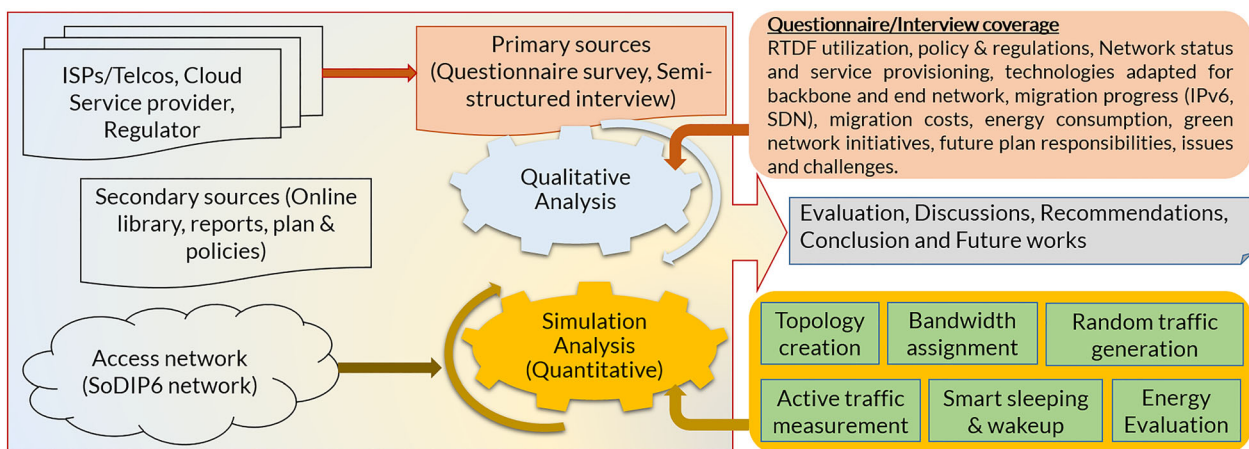 ISPs/Telcos, Cloud
Service provider,
Regulator
Primary sources
(Questionnaire survey, Semi-
structured interview)
Questionnaire/Interview coverage
RTDF utilization, policy & regulations, Network status
and service provisioning, technologies adapted for
backbone and end network, migration progress (IPv6,
SDN), migration costs, energy consumption, green
network initiatives, future plan responsibilities, issues
and challenges.
Secondary sources (Online
library, reports, plan &
policies)
Qualitative
Analysis
Evaluation, Discussions, Recommendations,
Conclusion and Future works
Access network
(SoDIP6 network)
Simulation
Analysis
(Quantitative)
Topology
creation
Bandwidth
assignment
Random traffic
generation
Active traffic
measurement
Smart sleeping
& wakeup
Energy
Evaluation